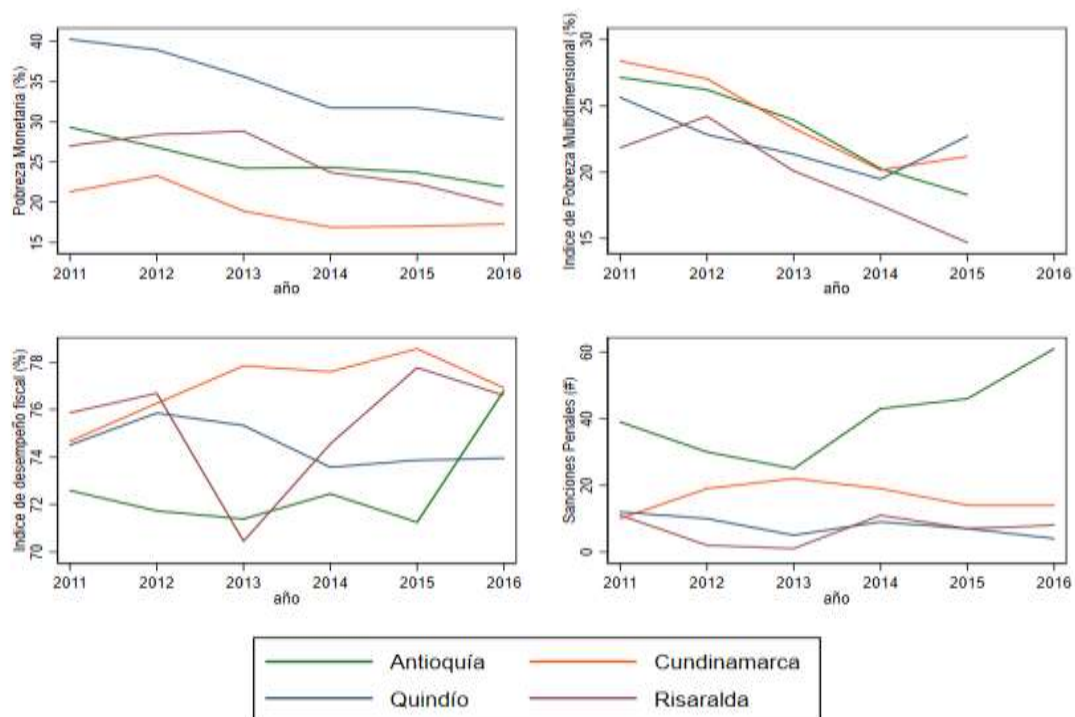 Pobreza Monetaria (%)
40
35
30
25
20
15
2011 2012 2013 2014 2015 2016
año
Indice de Pobreza Multidimensional (%)
30
25
20
15
2011 2012 2013 2014 2015 2016
año
Indice de desempeño fiscal (%)
78
76
74
72
70
2011 2012 2013 2014 2015 2016
año
Sanciones Penales (#)
60
40
20
0
2011 2012 2013 2014 2015 2016
año
Antioquía Cundinamarca
Quindío Risaralda